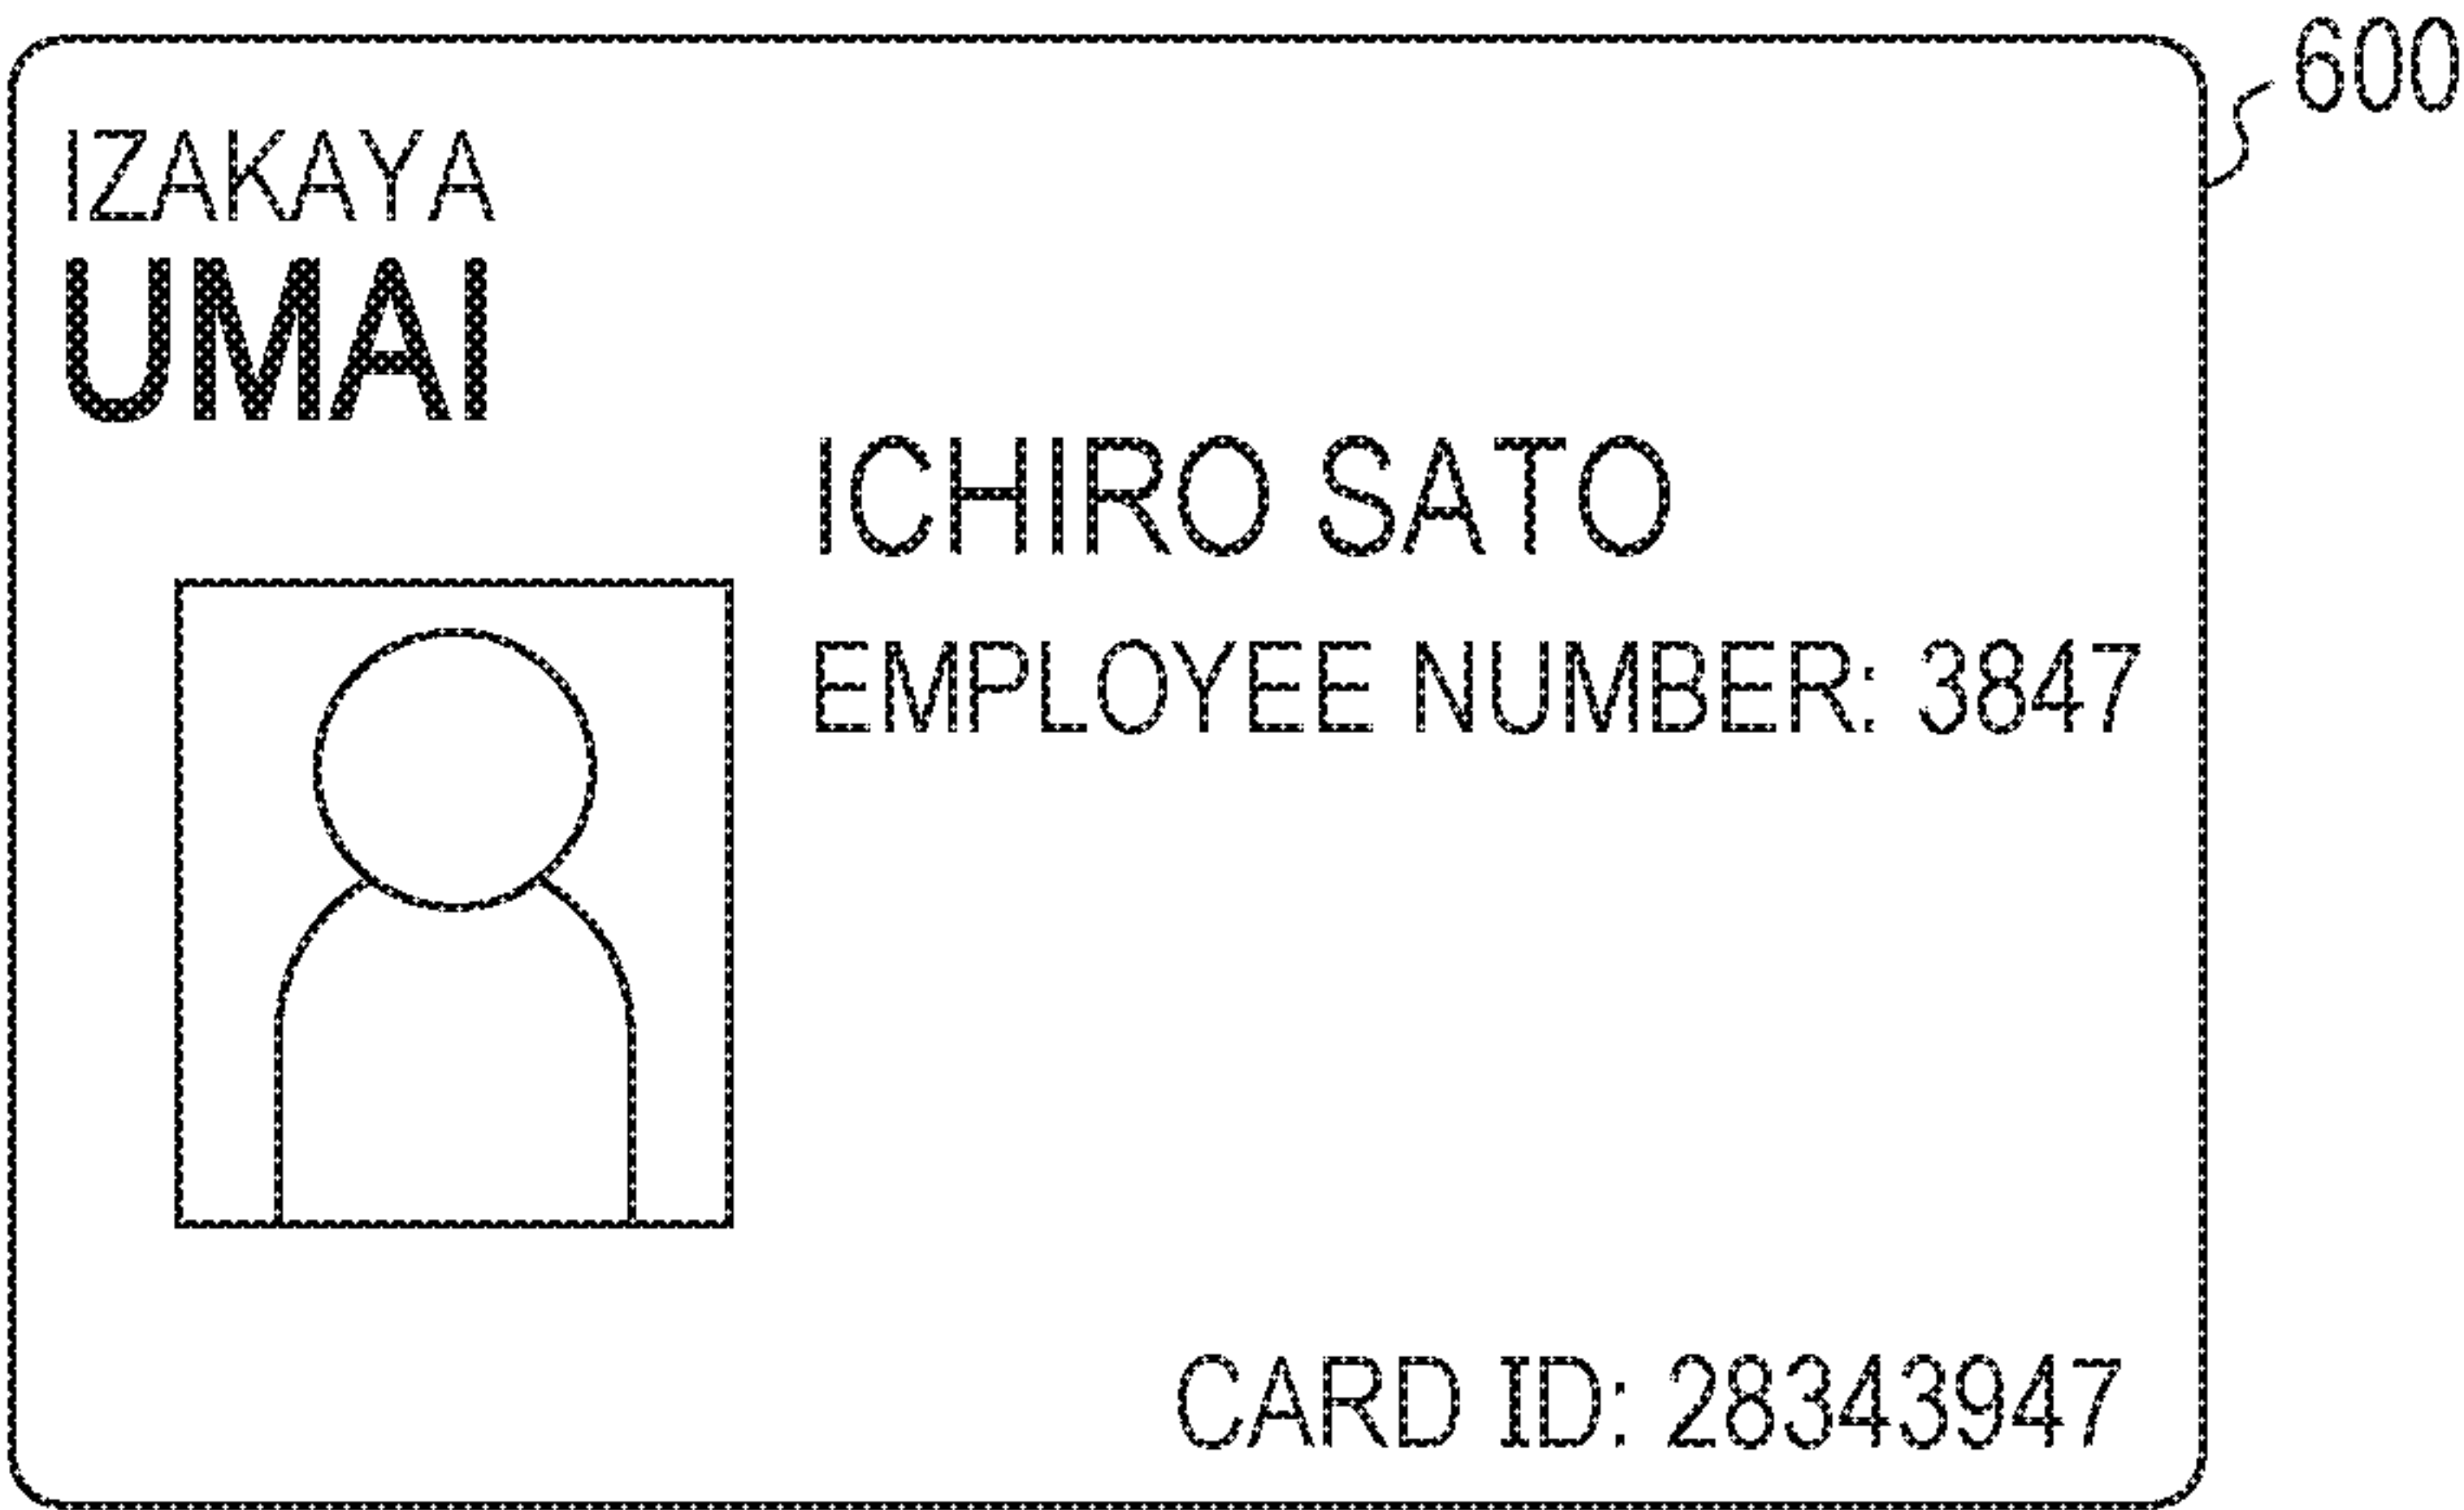 600
IZAKAYA
UMAI
ICHIRO SATO
EMPLOYEE NUMBER: 3847
CARD ID: 28343947